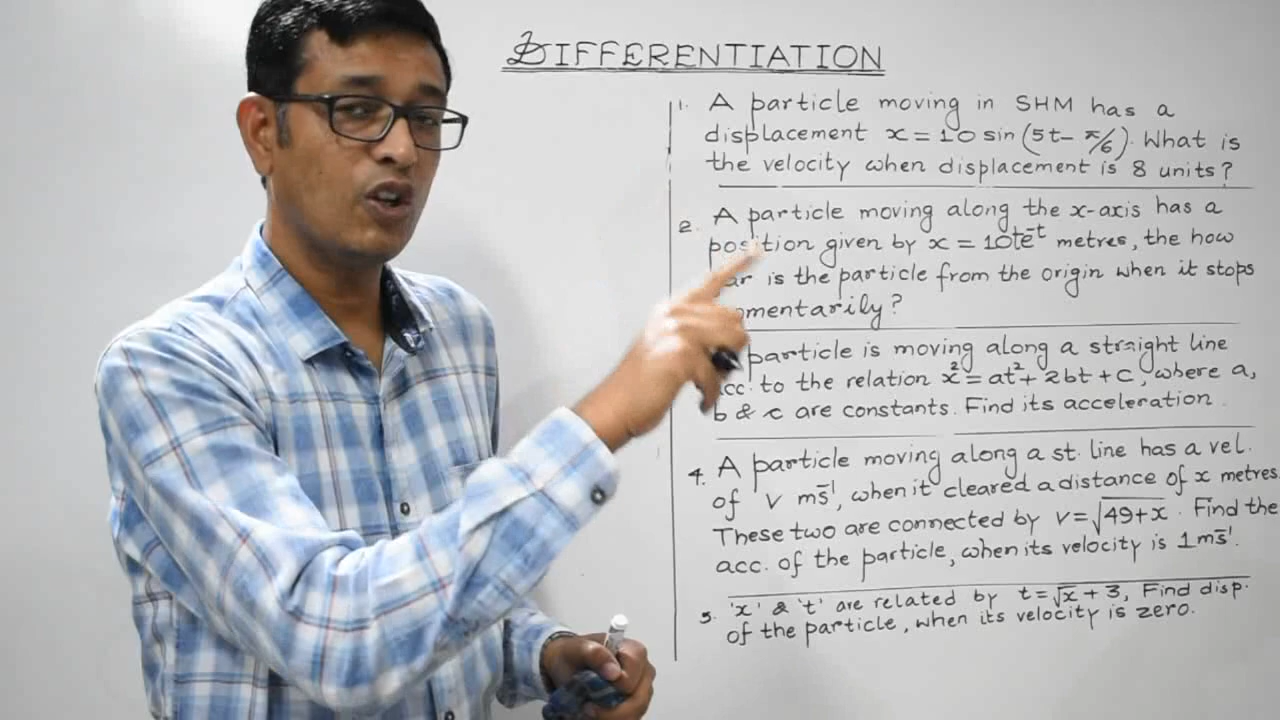 DIFFERENTIATION
1. A particle moving in SHM has a
displacement x = 10 sin (5t – π/6). What is
the velocity when displacement is 8 units?
2. A particle moving along the x-axis has a
position given by x = 10te⁻ᵗ metres, the how
ar is the particle from the origin when it stops
omentarily?
particle is moving along a straight line
acc. to the relation x² = at² + 2bt + c, where a,
b & c are constants. Find its acceleration.
4. A particle moving along a st. line has a vel.
of 'v ms⁻¹, when it cleared a distance of x metres.
These two are connected by v = √49+x. Find the
acc. of the particle, when its velocity is 1 ms⁻¹.
5. 'x' & 't' are related by t = √x + 3, Find disp.
of the particle, when its velocity is zero.